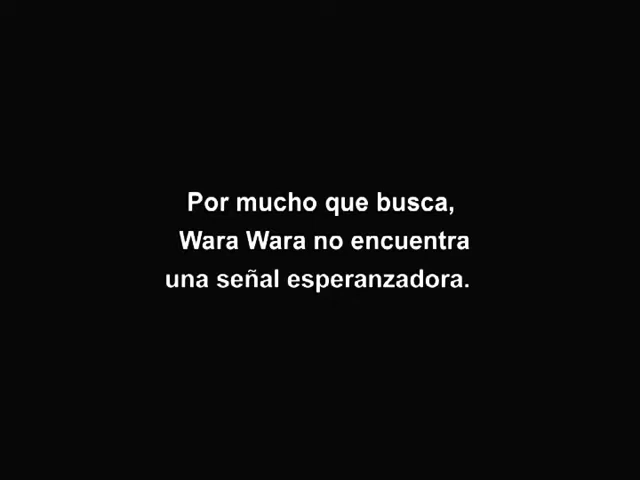 Por mucho que busca,
Wara Wara no encuentra
una señal esperanzadora.